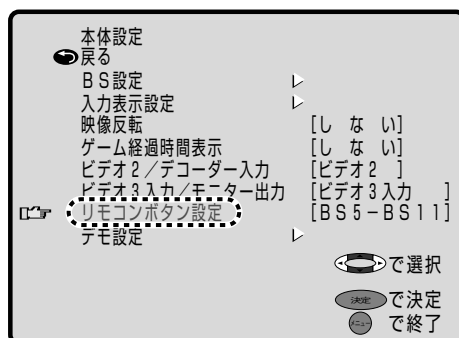 本体設定
戻る
BS設定
入力表示設定
映像反転 [し な い]
ゲーム経過時間表示 [し な い]
ビデオ2／デコーダー入力 [ビデオ2 ]
ビデオ3入力／モニター出力 [ビデオ3入力 ]
リモコンボタン設定 [BS5－BS11]
デモ設定
で選択
決定 で決定
メニュー で終了